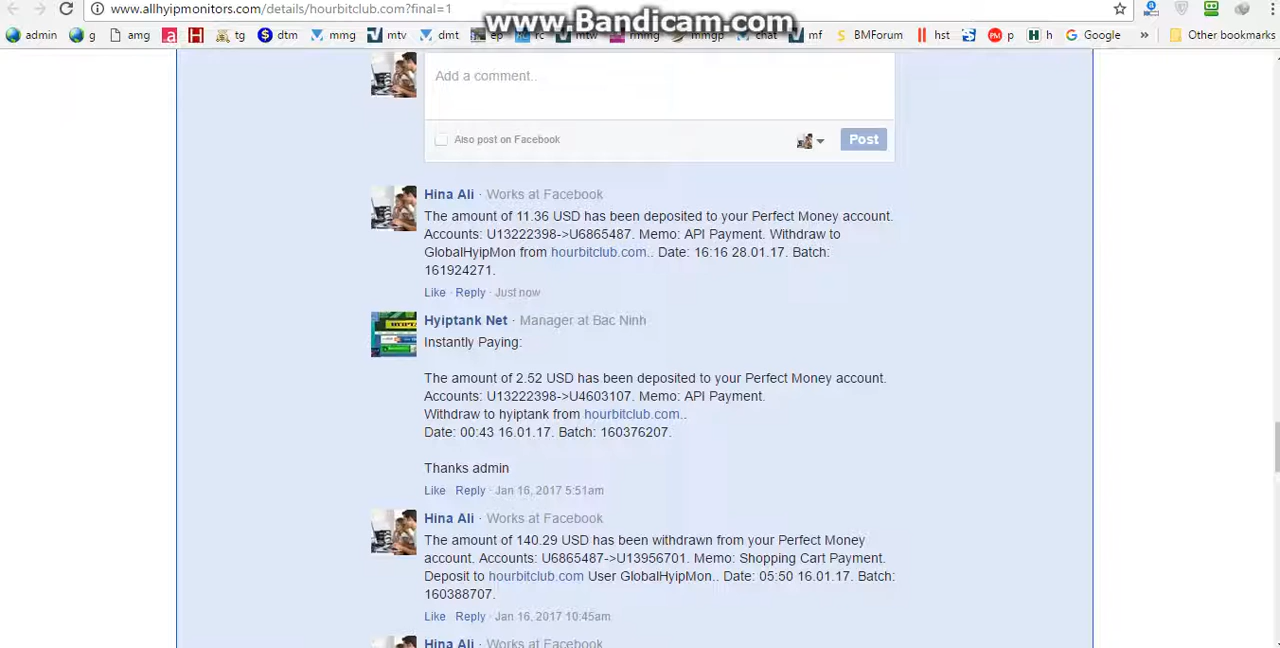 www.allhyipmonitors.com/details/hourbitclub.com?final=1
www.Bandicam.com
admin g amg a H tg $ dtm mmg mtv dmt ep rc mtw mmg mmgp chat mf BMForum hst PM p H h Google » Other bookmarks
Add a comment..
Also post on Facebook
Post
Hina Ali · Works at Facebook
The amount of 11.36 USD has been deposited to your Perfect Money account.
Accounts: U13222398->U6865487. Memo: API Payment. Withdraw to
GlobalHyipMon from hourbitclub.com.. Date: 16:16 28.01.17. Batch:
161924271.
Like · Reply · Just now
Hyiptank Net · Manager at Bac Ninh
Instantly Paying:
The amount of 2.52 USD has been deposited to your Perfect Money account.
Accounts: U13222398->U4603107. Memo: API Payment.
Withdraw to hyiptank from hourbitclub.com..
Date: 00:43 16.01.17. Batch: 160376207.
Thanks admin
Like · Reply · Jan 16, 2017 5:51am
Hina Ali · Works at Facebook
The amount of 140.29 USD has been withdrawn from your Perfect Money
account. Accounts: U6865487->U13956701. Memo: Shopping Cart Payment.
Deposit to hourbitclub.com User GlobalHyipMon.. Date: 05:50 16.01.17. Batch:
160388707.
Like · Reply · Jan 16, 2017 10:45am
Hina Ali · Works at Facebook